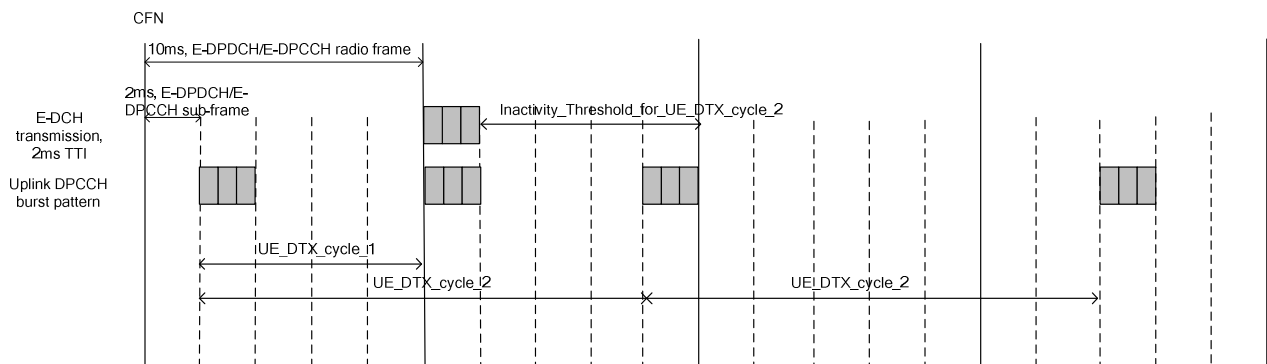 CFN
10ms, E-DPDCH/E-DPCCH radio frame
2ms, E-DPDCH/E-
DPCCH sub-frame
E-DCH
transmission,
2ms TTI
Inactivity_Threshold_for_UE_DTX_cycle_2
Uplink DPCCH
burst pattern
UE_DTX_cycle_1
UE_DTX_cycle_2
UE_DTX_cycle_2